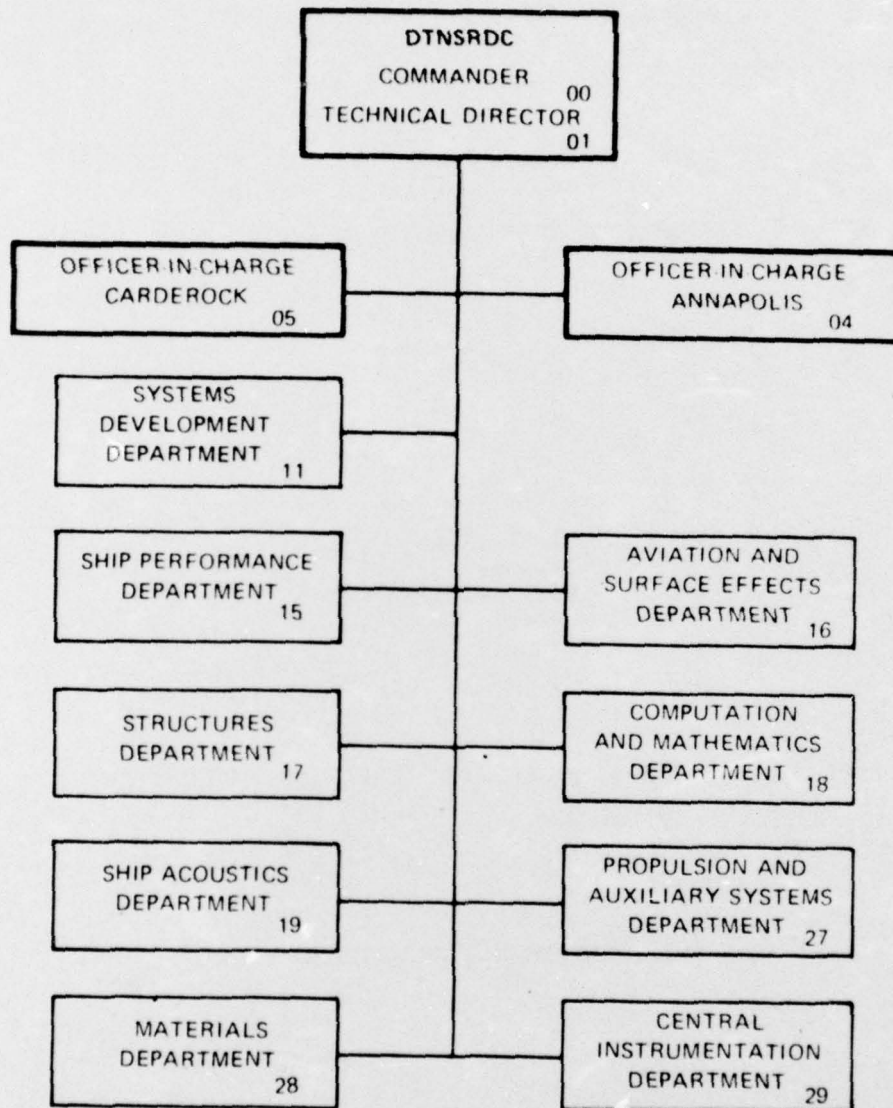 DTNSRDC
COMMANDER
00
TECHNICAL DIRECTOR
01
OFFICER-IN-CHARGE
CARDEROCK
05
OFFICER-IN-CHARGE
ANNAPOLIS
04
SYSTEMS
DEVELOPMENT
DEPARTMENT
11
SHIP PERFORMANCE
DEPARTMENT
15
AVIATION AND
SURFACE EFFECTS
DEPARTMENT
16
STRUCTURES
DEPARTMENT
17
COMPUTATION
AND MATHEMATICS
DEPARTMENT
18
SHIP ACOUSTICS
DEPARTMENT
19
PROPULSION AND
AUXILIARY SYSTEMS
DEPARTMENT
27
MATERIALS
DEPARTMENT
28
CENTRAL
INSTRUMENTATION
DEPARTMENT
29